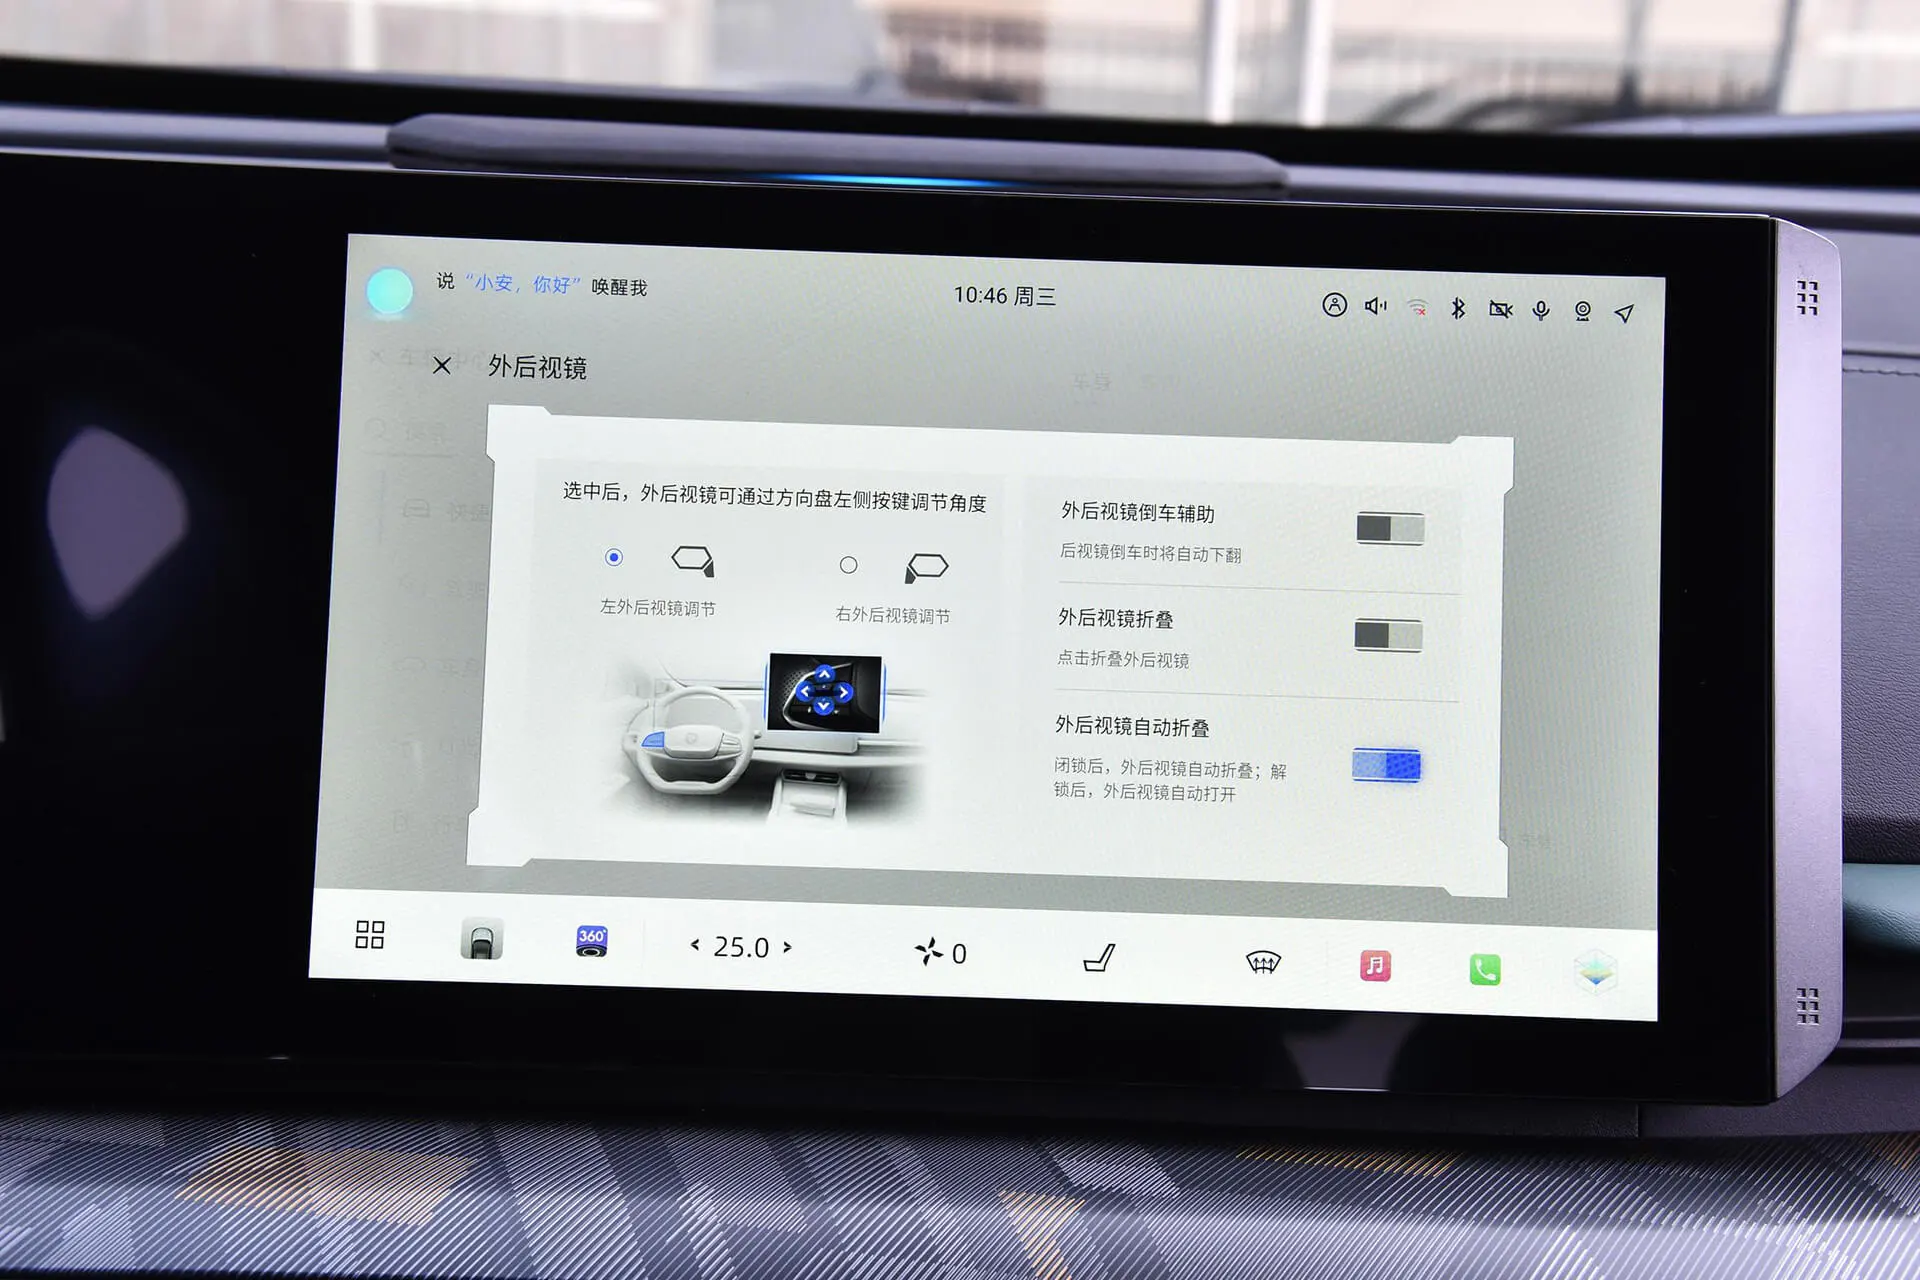 说“小安，你好”唤醒我
10:46 周三
外后视镜
选中后，外后视镜可通过方向盘左侧按键调节角度
左外后视镜调节
右外后视镜调节
外后视镜倒车辅助
后视镜倒车时将自动下翻
外后视镜折叠
点击折叠外后视镜
外后视镜自动折叠
闭锁后，外后视镜自动折叠；解
锁后，外后视镜自动打开
360°
< 25.0 >
0